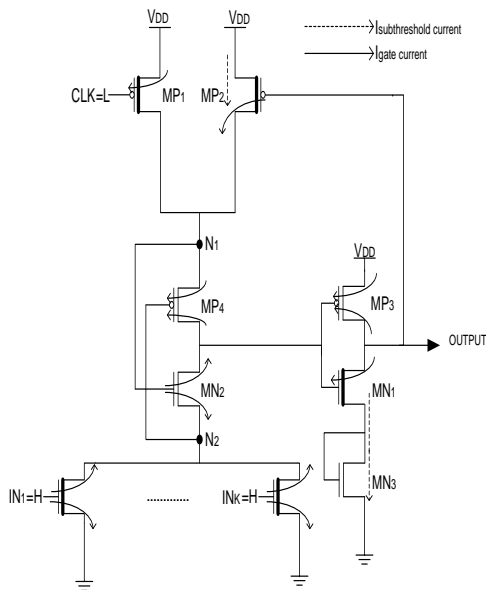 VDD VDD
Isubthreshold current
Igate current
CLK=L
MP1
MP2
N1
VDD
MP4
MP3
OUTPUT
MN2
MN1
N2
MN3
IN1=H
.............
INK=H